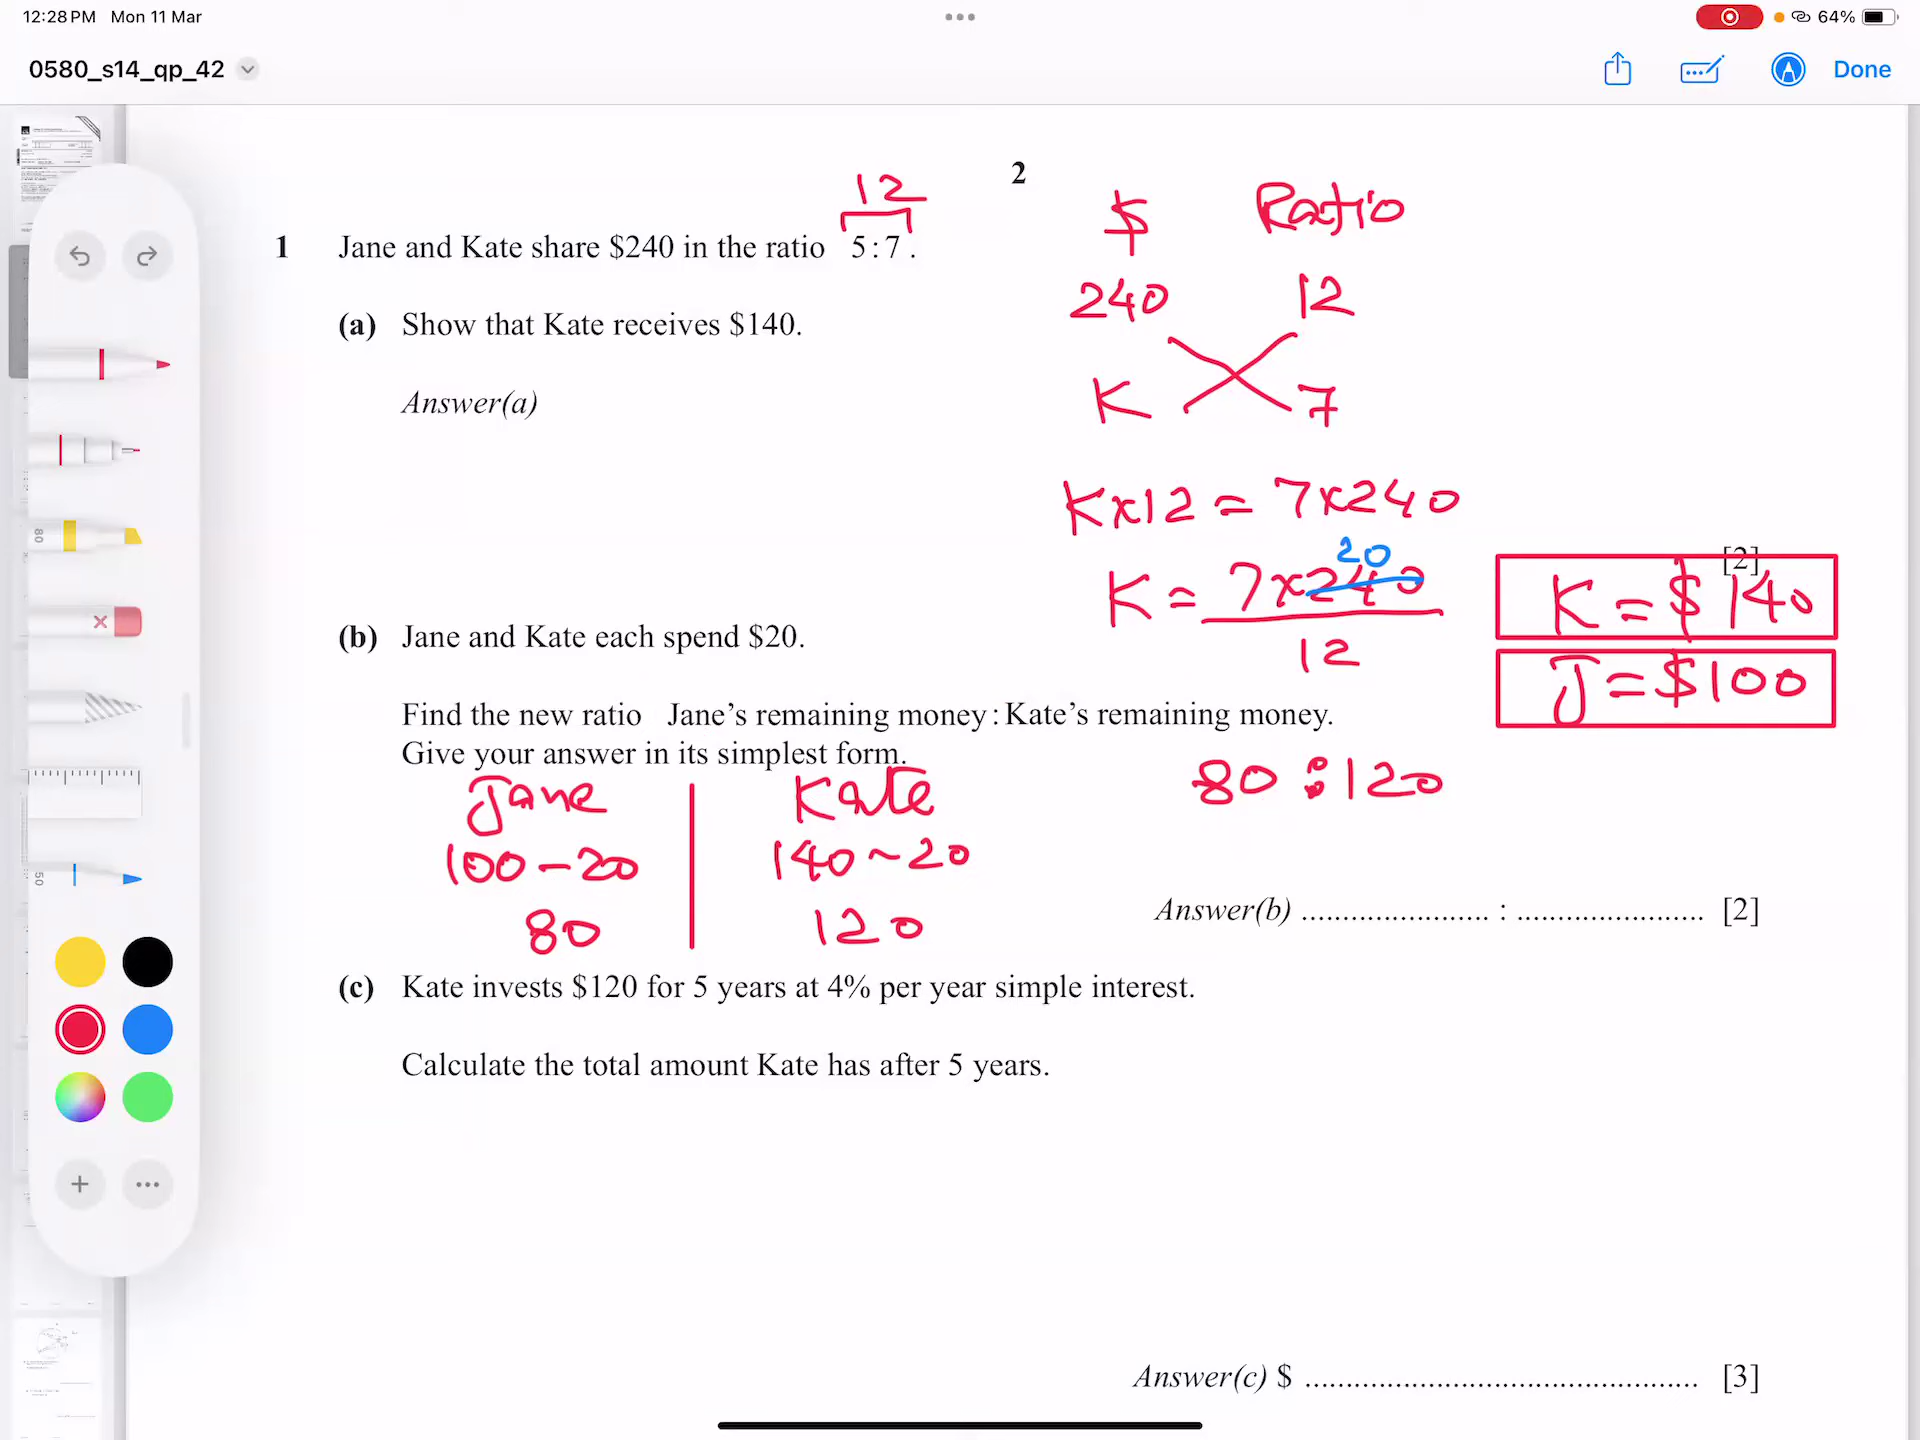 12:28 PM Mon 11 Mar
64%
0580_s14_qp_42
Done
2
12
1 Jane and Kate share $240 in the ratio 5 : 7 .
$ Ratio
240 12
K 7
(a) Show that Kate receives $140.
Answer(a)
K×12 = 7×240
20
K = 7×240
12
[2]
K = $ 140
J = $100
(b) Jane and Kate each spend $20.
Find the new ratio Jane’s remaining money : Kate’s remaining money.
Give your answer in its simplest form.
Jane Kate
100 – 20 140 ~ 20
80 120
80 : 120
Answer(b) ...................... : ...................... [2]
(c) Kate invests $120 for 5 years at 4% per year simple interest.
Calculate the total amount Kate has after 5 years.
Answer(c) $ ............................................... [3]
80
50